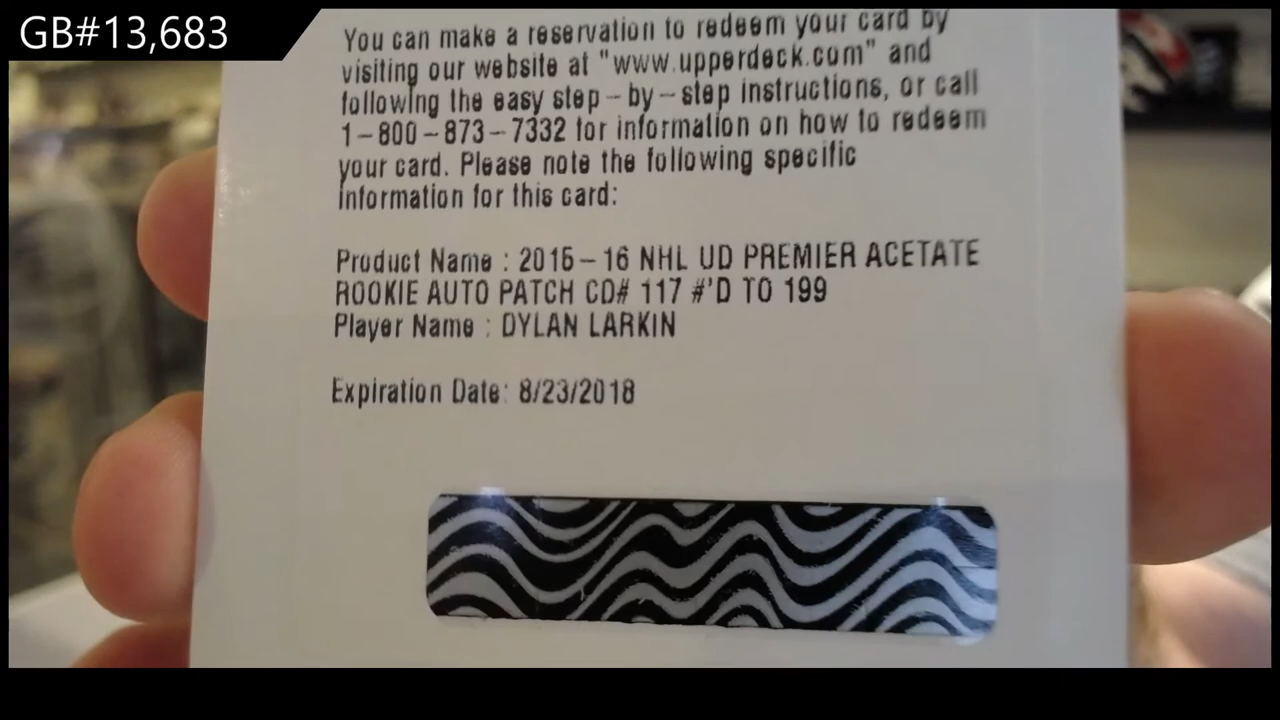 GB#13,683
You can make a reservation to redeem your card by
visiting our website at "www.upperdeck.com" and
following the easy step-by-step instructions, or call
1-800-873-7332 for information on how to redeem
your card. Please note the following specific
information for this card:
Product Name : 2015-16 NHL UD PREMIER ACETATE
ROOKIE AUTO PATCH CD# 117 #'D TO 199
Player Name : DYLAN LARKIN
Expiration Date: 8/23/2018